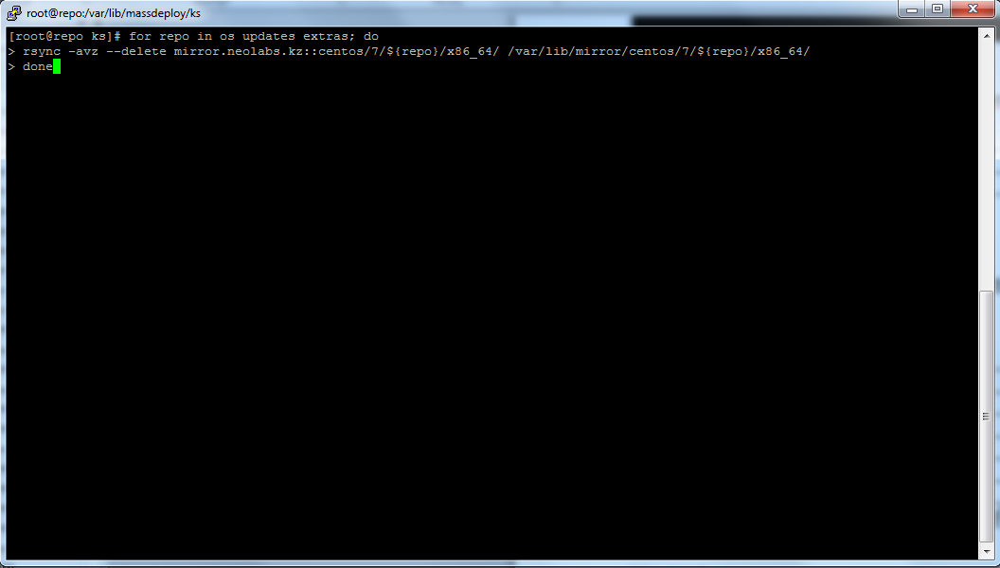 root@repo:/var/lib/massdeploy/ks
[root@repo ks]# for repo in os updates extras; do
> rsync -avz --delete mirror.neolabs.kz::centos/7/${repo}/x86_64/ /var/lib/mirror/centos/7/${repo}/x86_64/
> done